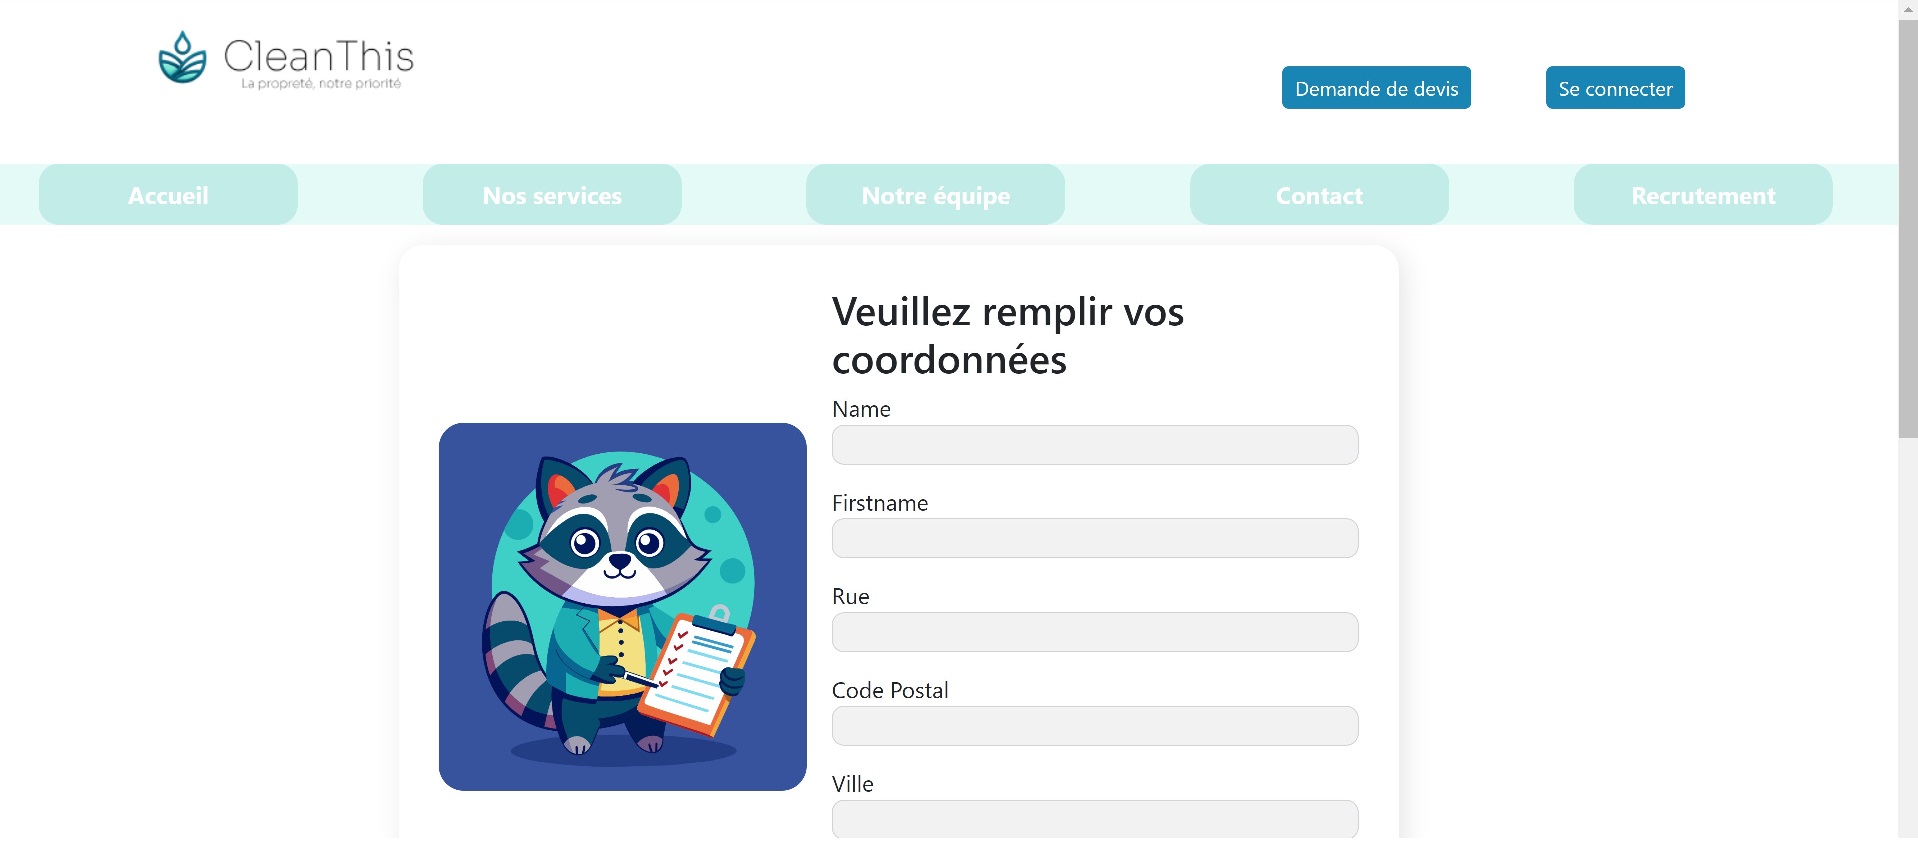 CleanThis
La propreté, notre priorité
Demande de devis
Se connecter
Accueil
Nos services
Notre équipe
Contact
Recrutement
Veuillez remplir vos
coordonnées
Name
Firstname
Rue
Code Postal
Ville